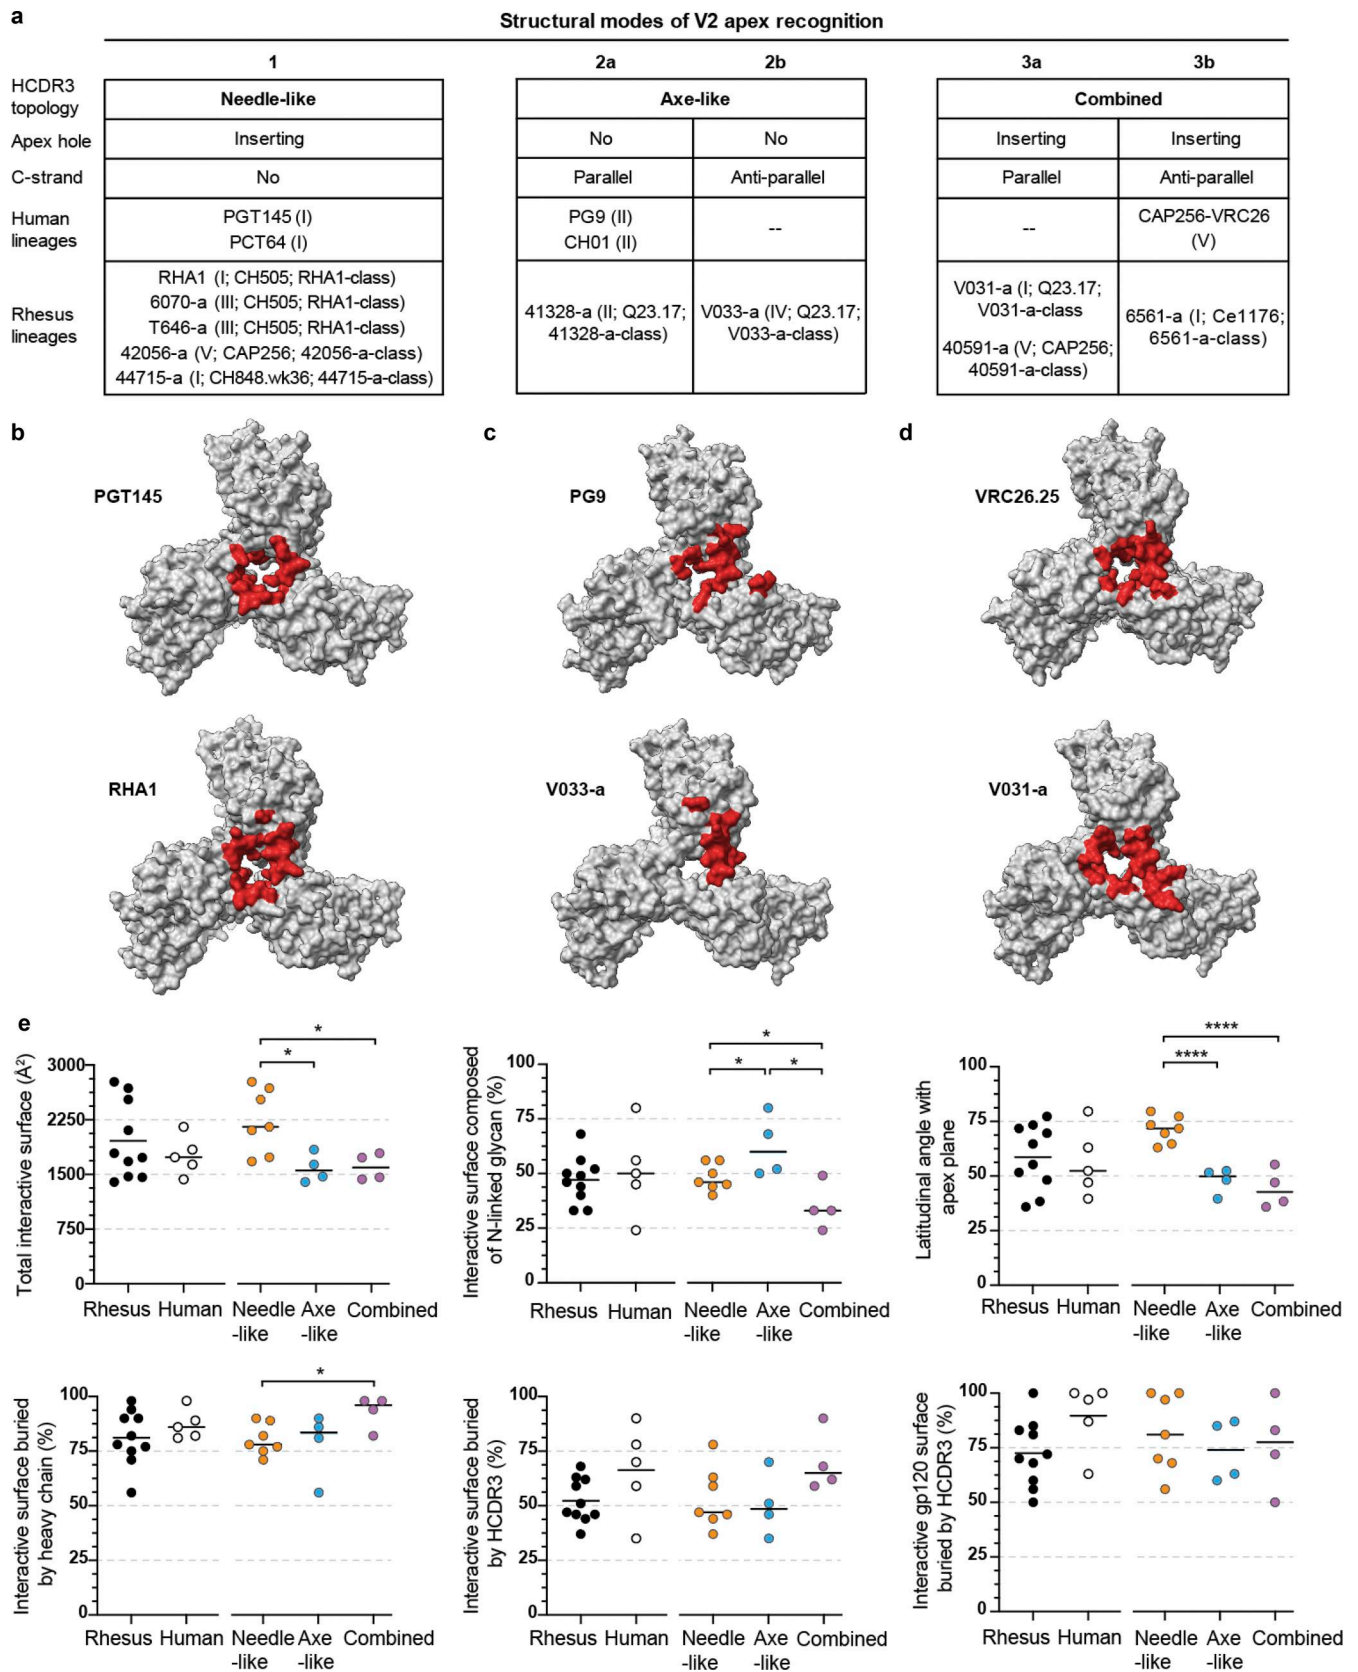 a
Structural modes of V2 apex recognition
1
2a
2b
3a
3b
HCDR3
topology
Needle-like
Axe-like
Combined
Apex hole
Inserting
No
No
Inserting
Inserting
C-strand
No
Parallel
Anti-parallel
Parallel
Anti-parallel
Human
lineages
PGT145 (I)
PCT64 (I)
PG9 (II)
CH01 (II)
--
--
CAP256-VRC26
(V)
Rhesus
lineages
RHA1 (I; CH505; RHA1-class)
6070-a (III; CH505; RHA1-class)
T646-a (III; CH505; RHA1-class)
42056-a (V; CAP256; 42056-a-class)
44715-a (I; CH848.wk36; 44715-a-class)
41328-a (II; Q23.17;
41328-a-class)
V033-a (IV; Q23.17;
V033-a-class)
V031-a (I; Q23.17;
V031-a-class
40591-a (V; CAP256;
40591-a-class)
6561-a (I; Ce1176;
6561-a-class)
b
c
d
PGT145
PG9
VRC26.25
RHA1
V033-a
V031-a
e
Total interactive surface (Å²)
3000
2250
1500
750
0
*
*
Rhesus
Human
Needle
-like
Axe
-like
Combined
Interactive surface composed
of N-linked glycan (%)
100
75
50
25
0
*
*
*
Rhesus
Human
Needle
-like
Axe
-like
Combined
Latitudinal angle with
apex plane
100
75
50
25
0
****
****
Rhesus
Human
Needle
-like
Axe
-like
Combined
Interactive surface buried
by heavy chain (%)
100
75
50
25
0
*
Rhesus
Human
Needle
-like
Axe
-like
Combined
Interactive surface buried
by HCDR3 (%)
100
75
50
25
0
Rhesus
Human
Needle
-like
Axe
-like
Combined
Interactive gp120 surface
buried by HCDR3 (%)
100
75
50
25
0
Rhesus
Human
Needle
-like
Axe
-like
Combined